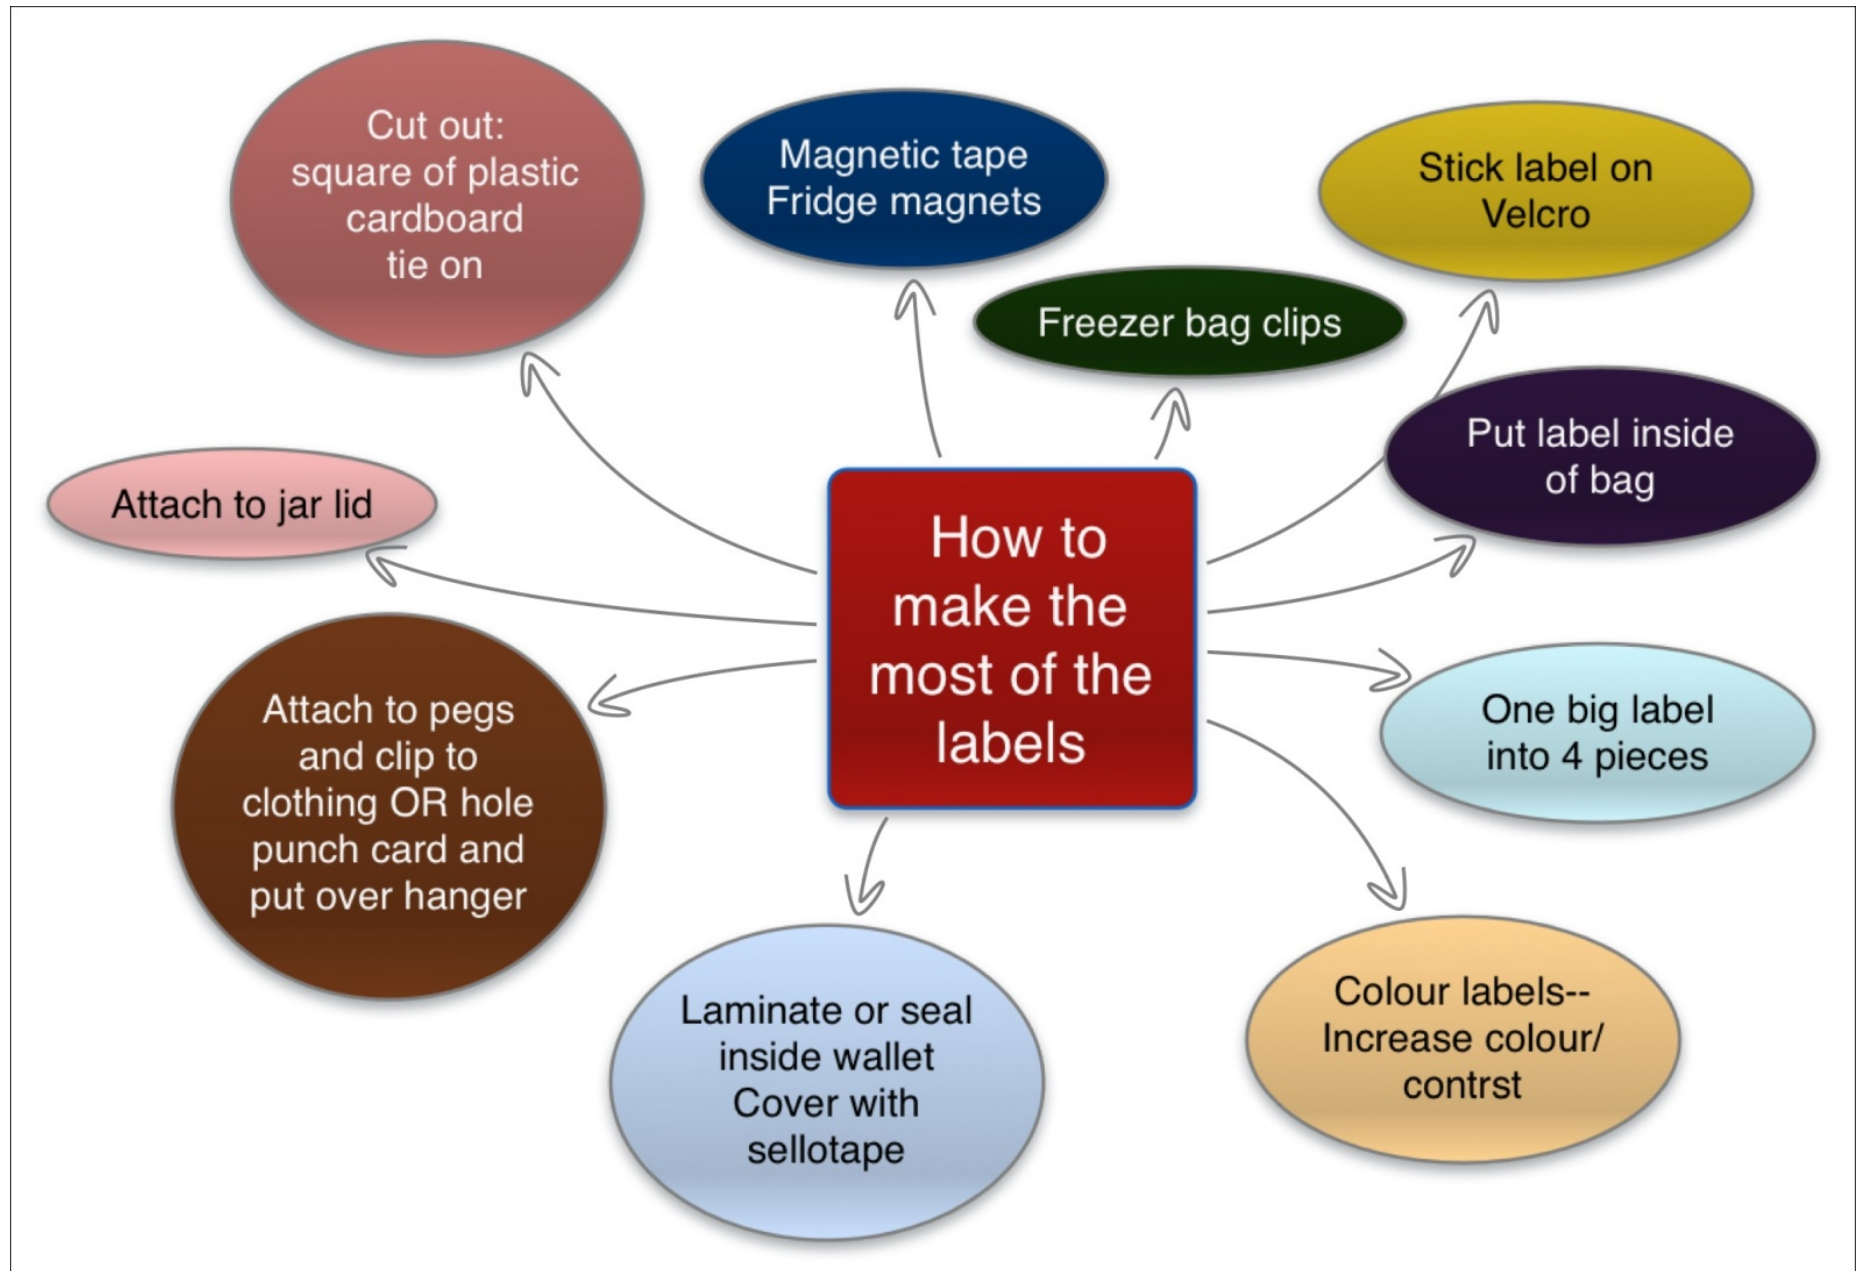 Cut out:
square of plastic
cardboard
tie on
Magnetic tape
Fridge magnets
Stick label on
Velcro
Freezer bag clips
Put label inside
of bag
Attach to jar lid
How to
make the
most of the
labels
One big label
into 4 pieces
Attach to pegs
and clip to
clothing OR hole
punch card and
put over hanger
Laminate or seal
inside wallet
Cover with
sellotape
Colour labels--
Increase colour/
contrst